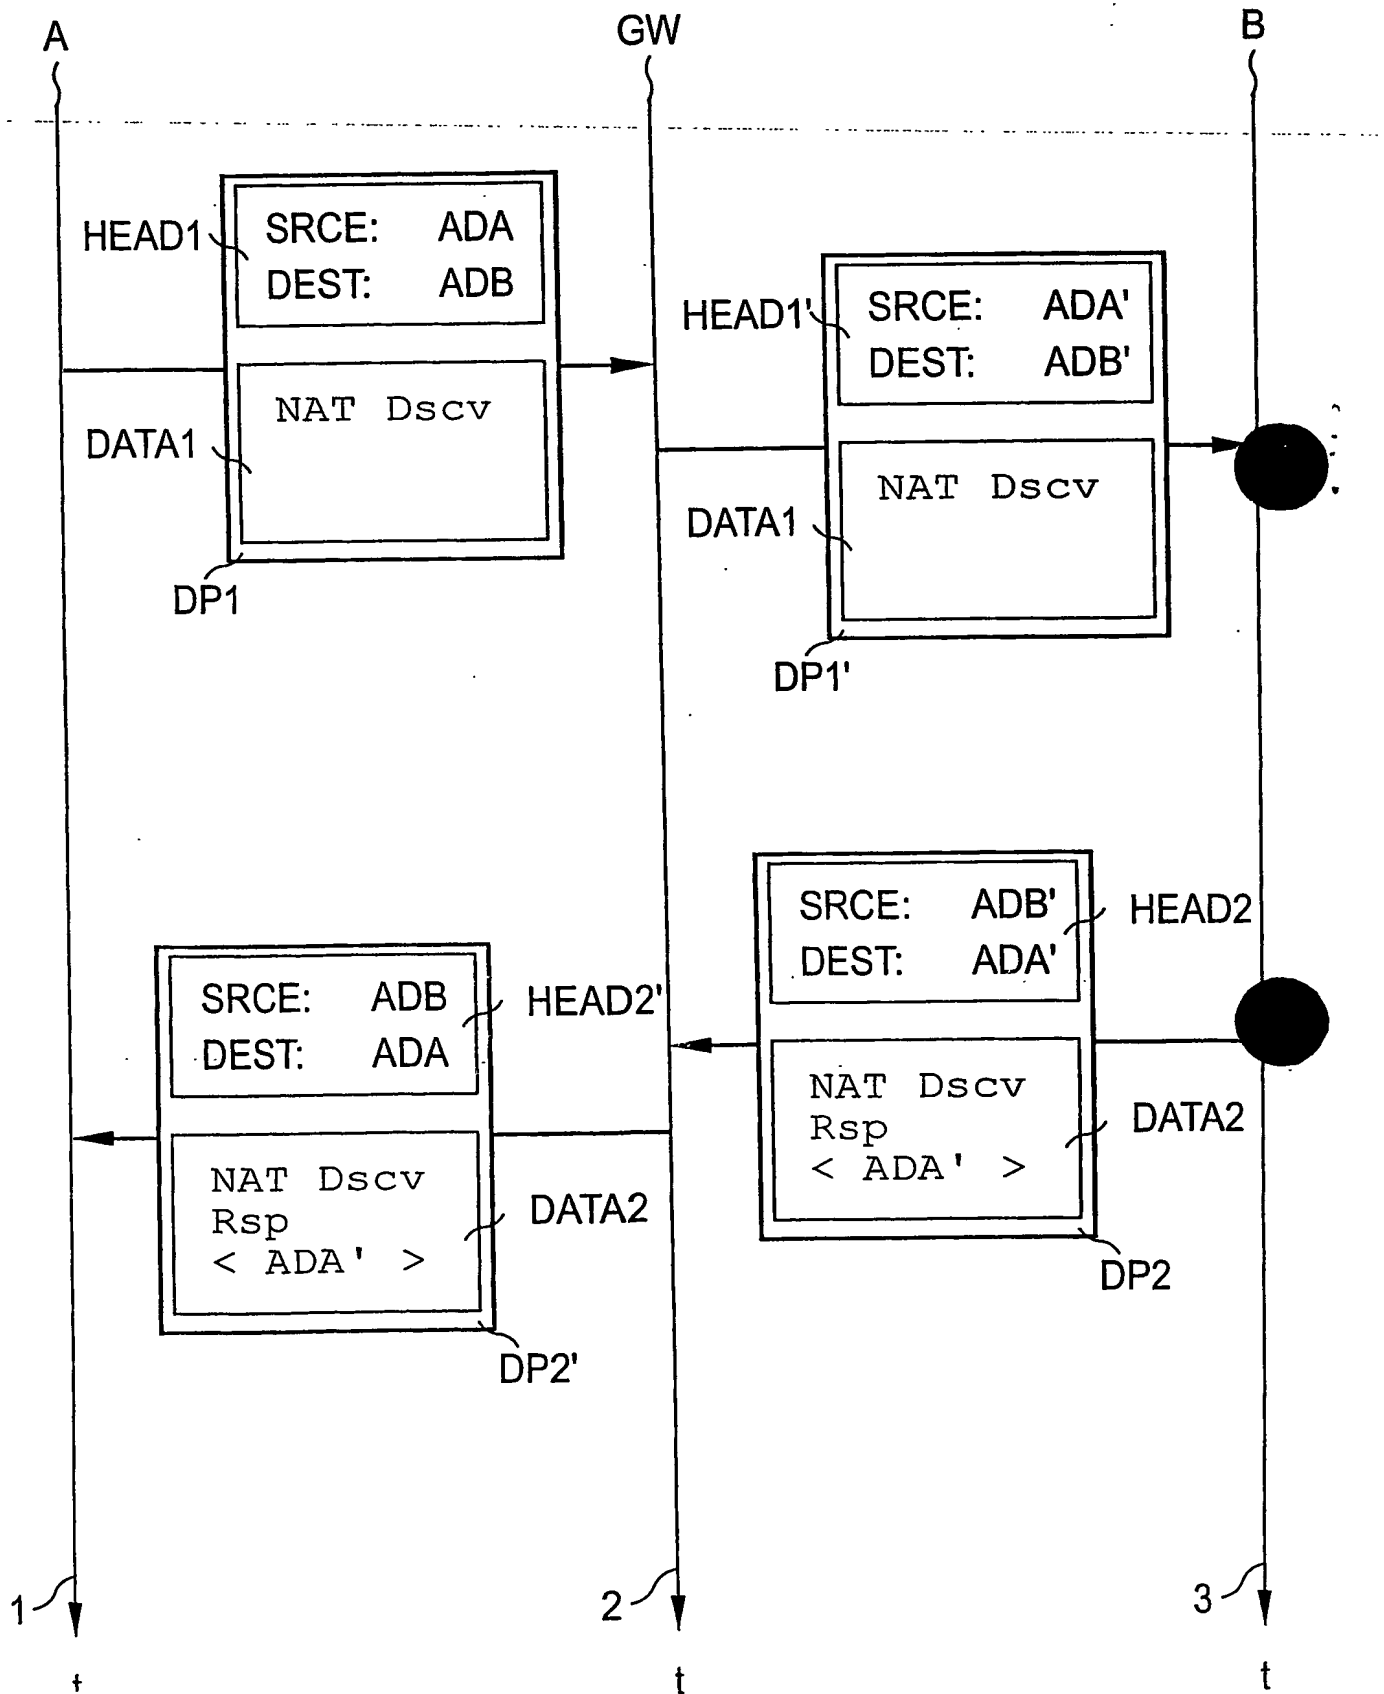 A
GW
B
HEAD1
SRCE: ADA
DEST: ADB
NAT Dscv
DATA1
DP1
HEAD1'
SRCE: ADA'
DEST: ADB'
NAT Dscv
DATA1
DP1'
SRCE: ADB'
DEST: ADA'
HEAD2
NAT Dscv
Rsp
< ADA' >
DATA2
DP2
SRCE: ADB
DEST: ADA
HEAD2'
NAT Dscv
Rsp
< ADA' >
DATA2
DP2'
1
2
3
t
t
t